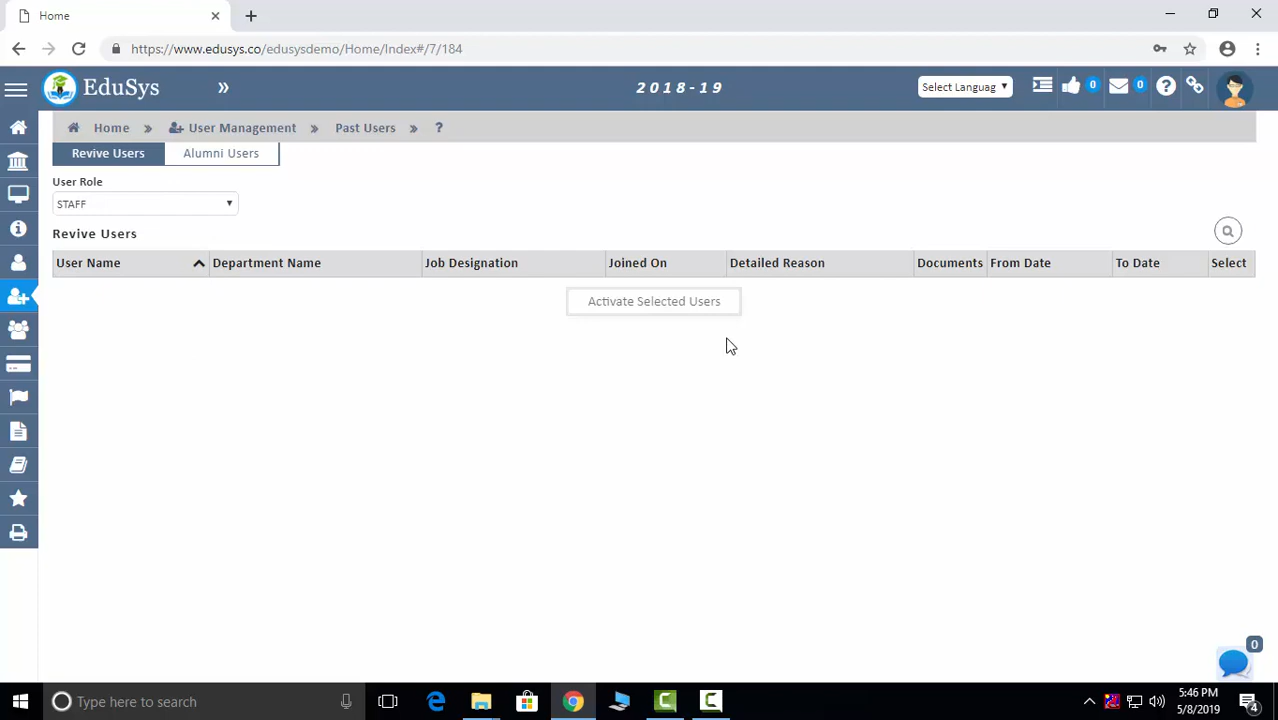 Home
https://www.edusys.co/edusysdemo/Home/Index#/7/184
EduSys » 2018-19 Select Languag 0 0
Home » User Management » Past Users » ?
Revive Users Alumni Users
User Role
STAFF
Revive Users
User Name Department Name Job Designation Joined On Detailed Reason Documents From Date To Date Select
Activate Selected Users
0
Type here to search
5:46 PM
5/8/2019
4